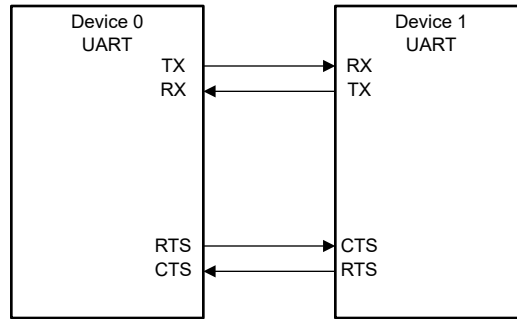 Device 0
UART
TX
RX
RTS
CTS
Device 1
UART
RX
TX
CTS
RTS